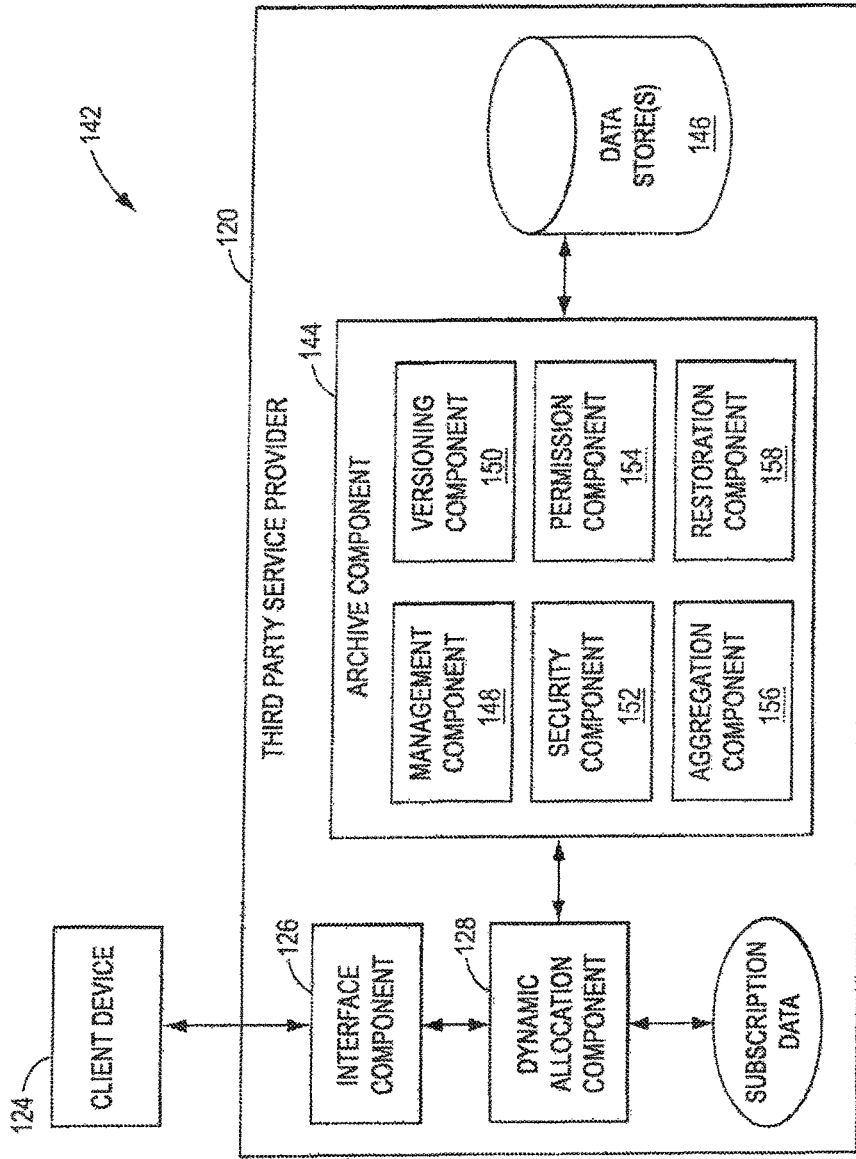 142
124
CLIENT DEVICE
120
THIRD PARTY SERVICE PROVIDER
126
INTERFACE
COMPONENT
128
DYNAMIC
ALLOCATION
COMPONENT
SUBSCRIPTION
DATA
144
ARCHIVE COMPONENT
MANAGEMENT
COMPONENT
148
VERSIONING
COMPONENT
150
SECURITY
COMPONENT
152
PERMISSION
COMPONENT
154
AGGREGATION
COMPONENT
156
RESTORATION
COMPONENT
158
DATA
STORE(S)
146